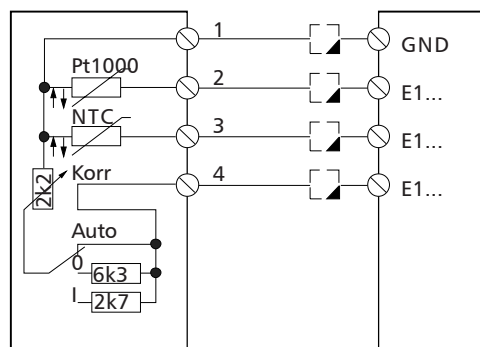 1
GND
Pt1000
2
E1...
NTC
3
E1...
Korr
4
E1...
2k2
Auto
0
6k3
I
2k7